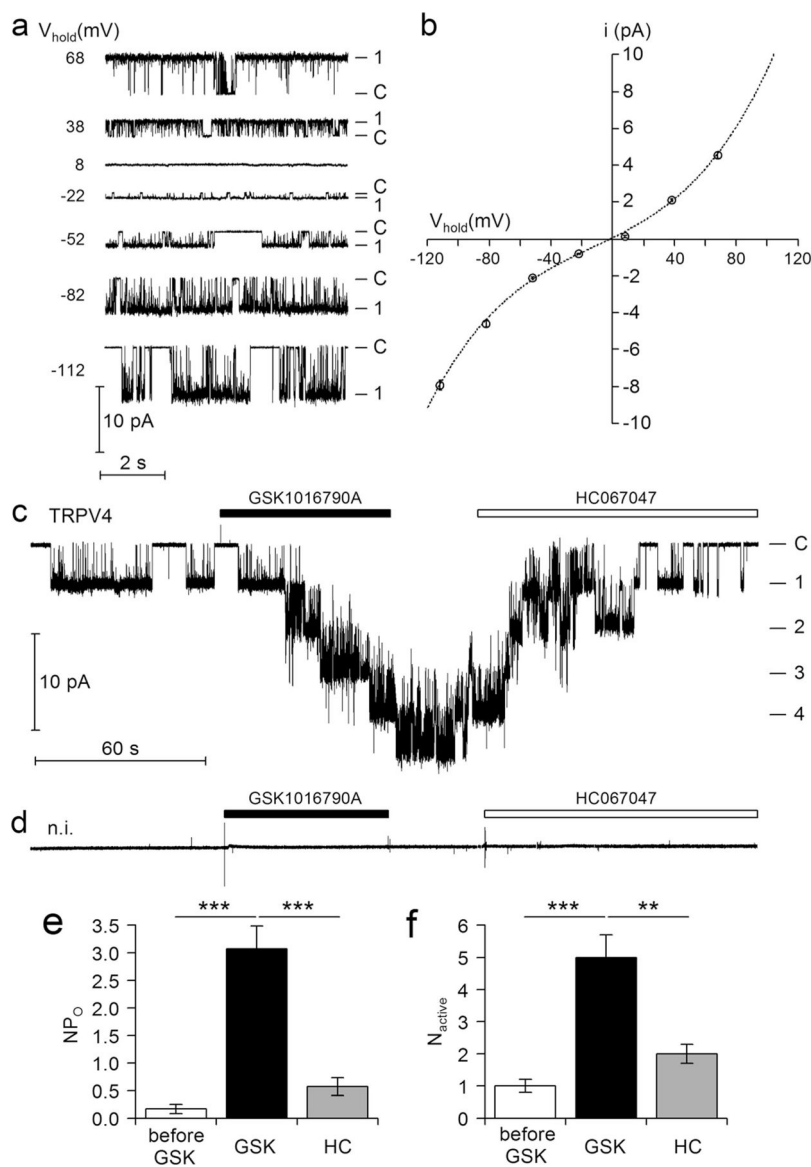 a
V_hold(mV)
68
1
C
38
1
C
8
-22
C
1
-52
C
1
-82
C
1
-112
C
1
10 pA
2 s
b
i (pA)
10
8
6
4
2
-2
-4
-6
-8
-10
V_hold(mV)
-120 -80 -40 40 80 120
c
TRPV4
GSK1016790A
HC067047
C
1
2
3
4
10 pA
60 s
d
n.i.
GSK1016790A
HC067047
e
*** ***
NP_O
3.5
3.0
2.5
2.0
1.5
1.0
0.5
0.0
before GSK
GSK
HC
f
*** **
N_active
6
5
4
3
2
1
0
before GSK
GSK
HC